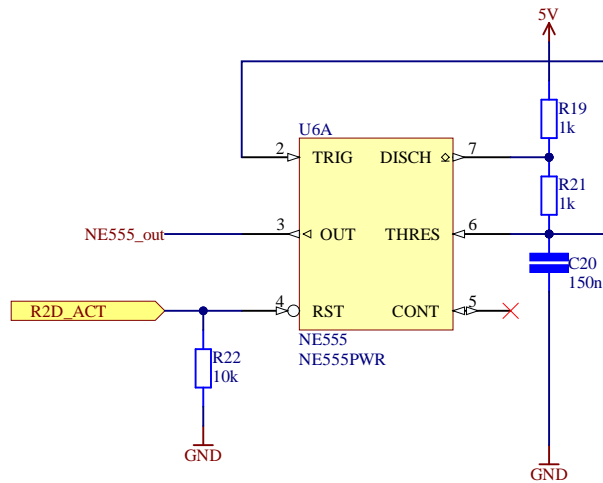 5V
R19
1k
U6A
2
TRIG
DISCH
7
R21
1k
NE555_out
3
OUT
THRES
6
C20
150n
R2D_ACT
4
RST
CONT
5
NE555
NE555PWR
R22
10k
GND
GND